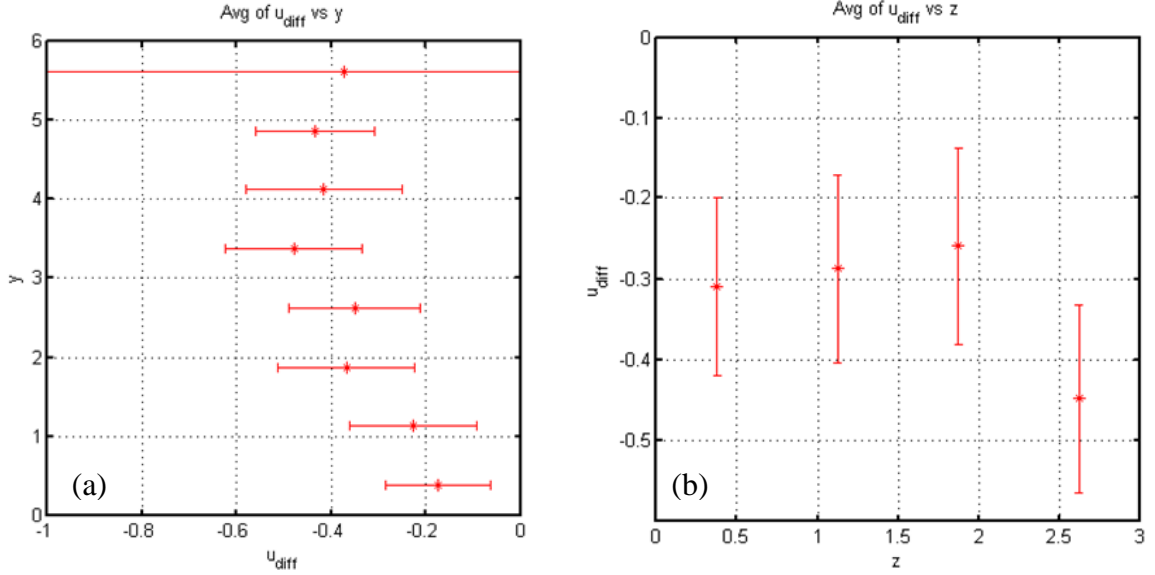 Avg of u_diff vs y
6
5
4
3
2
1
0
y
(a)
-1 -0.8 -0.6 -0.4 -0.2 0
u_diff
Avg of u_diff vs z
0
-0.1
-0.2
-0.3
-0.4
-0.5
u_diff
(b)
0 0.5 1 1.5 2 2.5 3
z